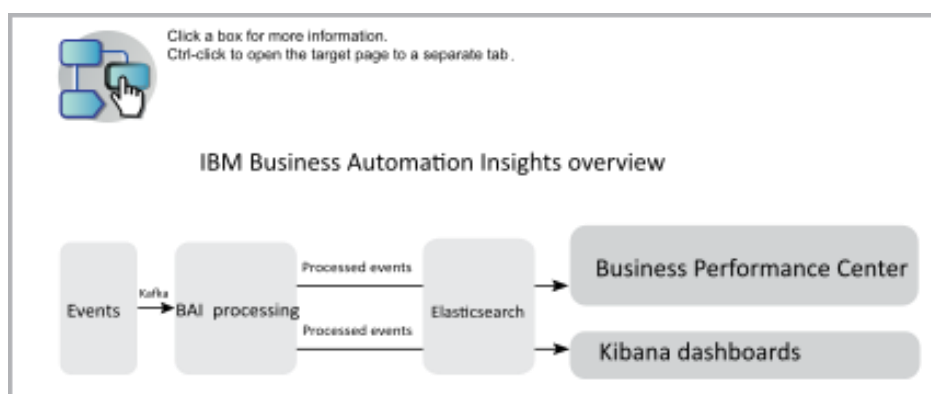 Click a box for more information.
Ctrl-click to open the target page to a separate tab.
IBM Business Automation Insights overview
Events
Kafka
BAI processing
Processed events
Processed events
Elasticsearch
Business Performance Center
Kibana dashboards